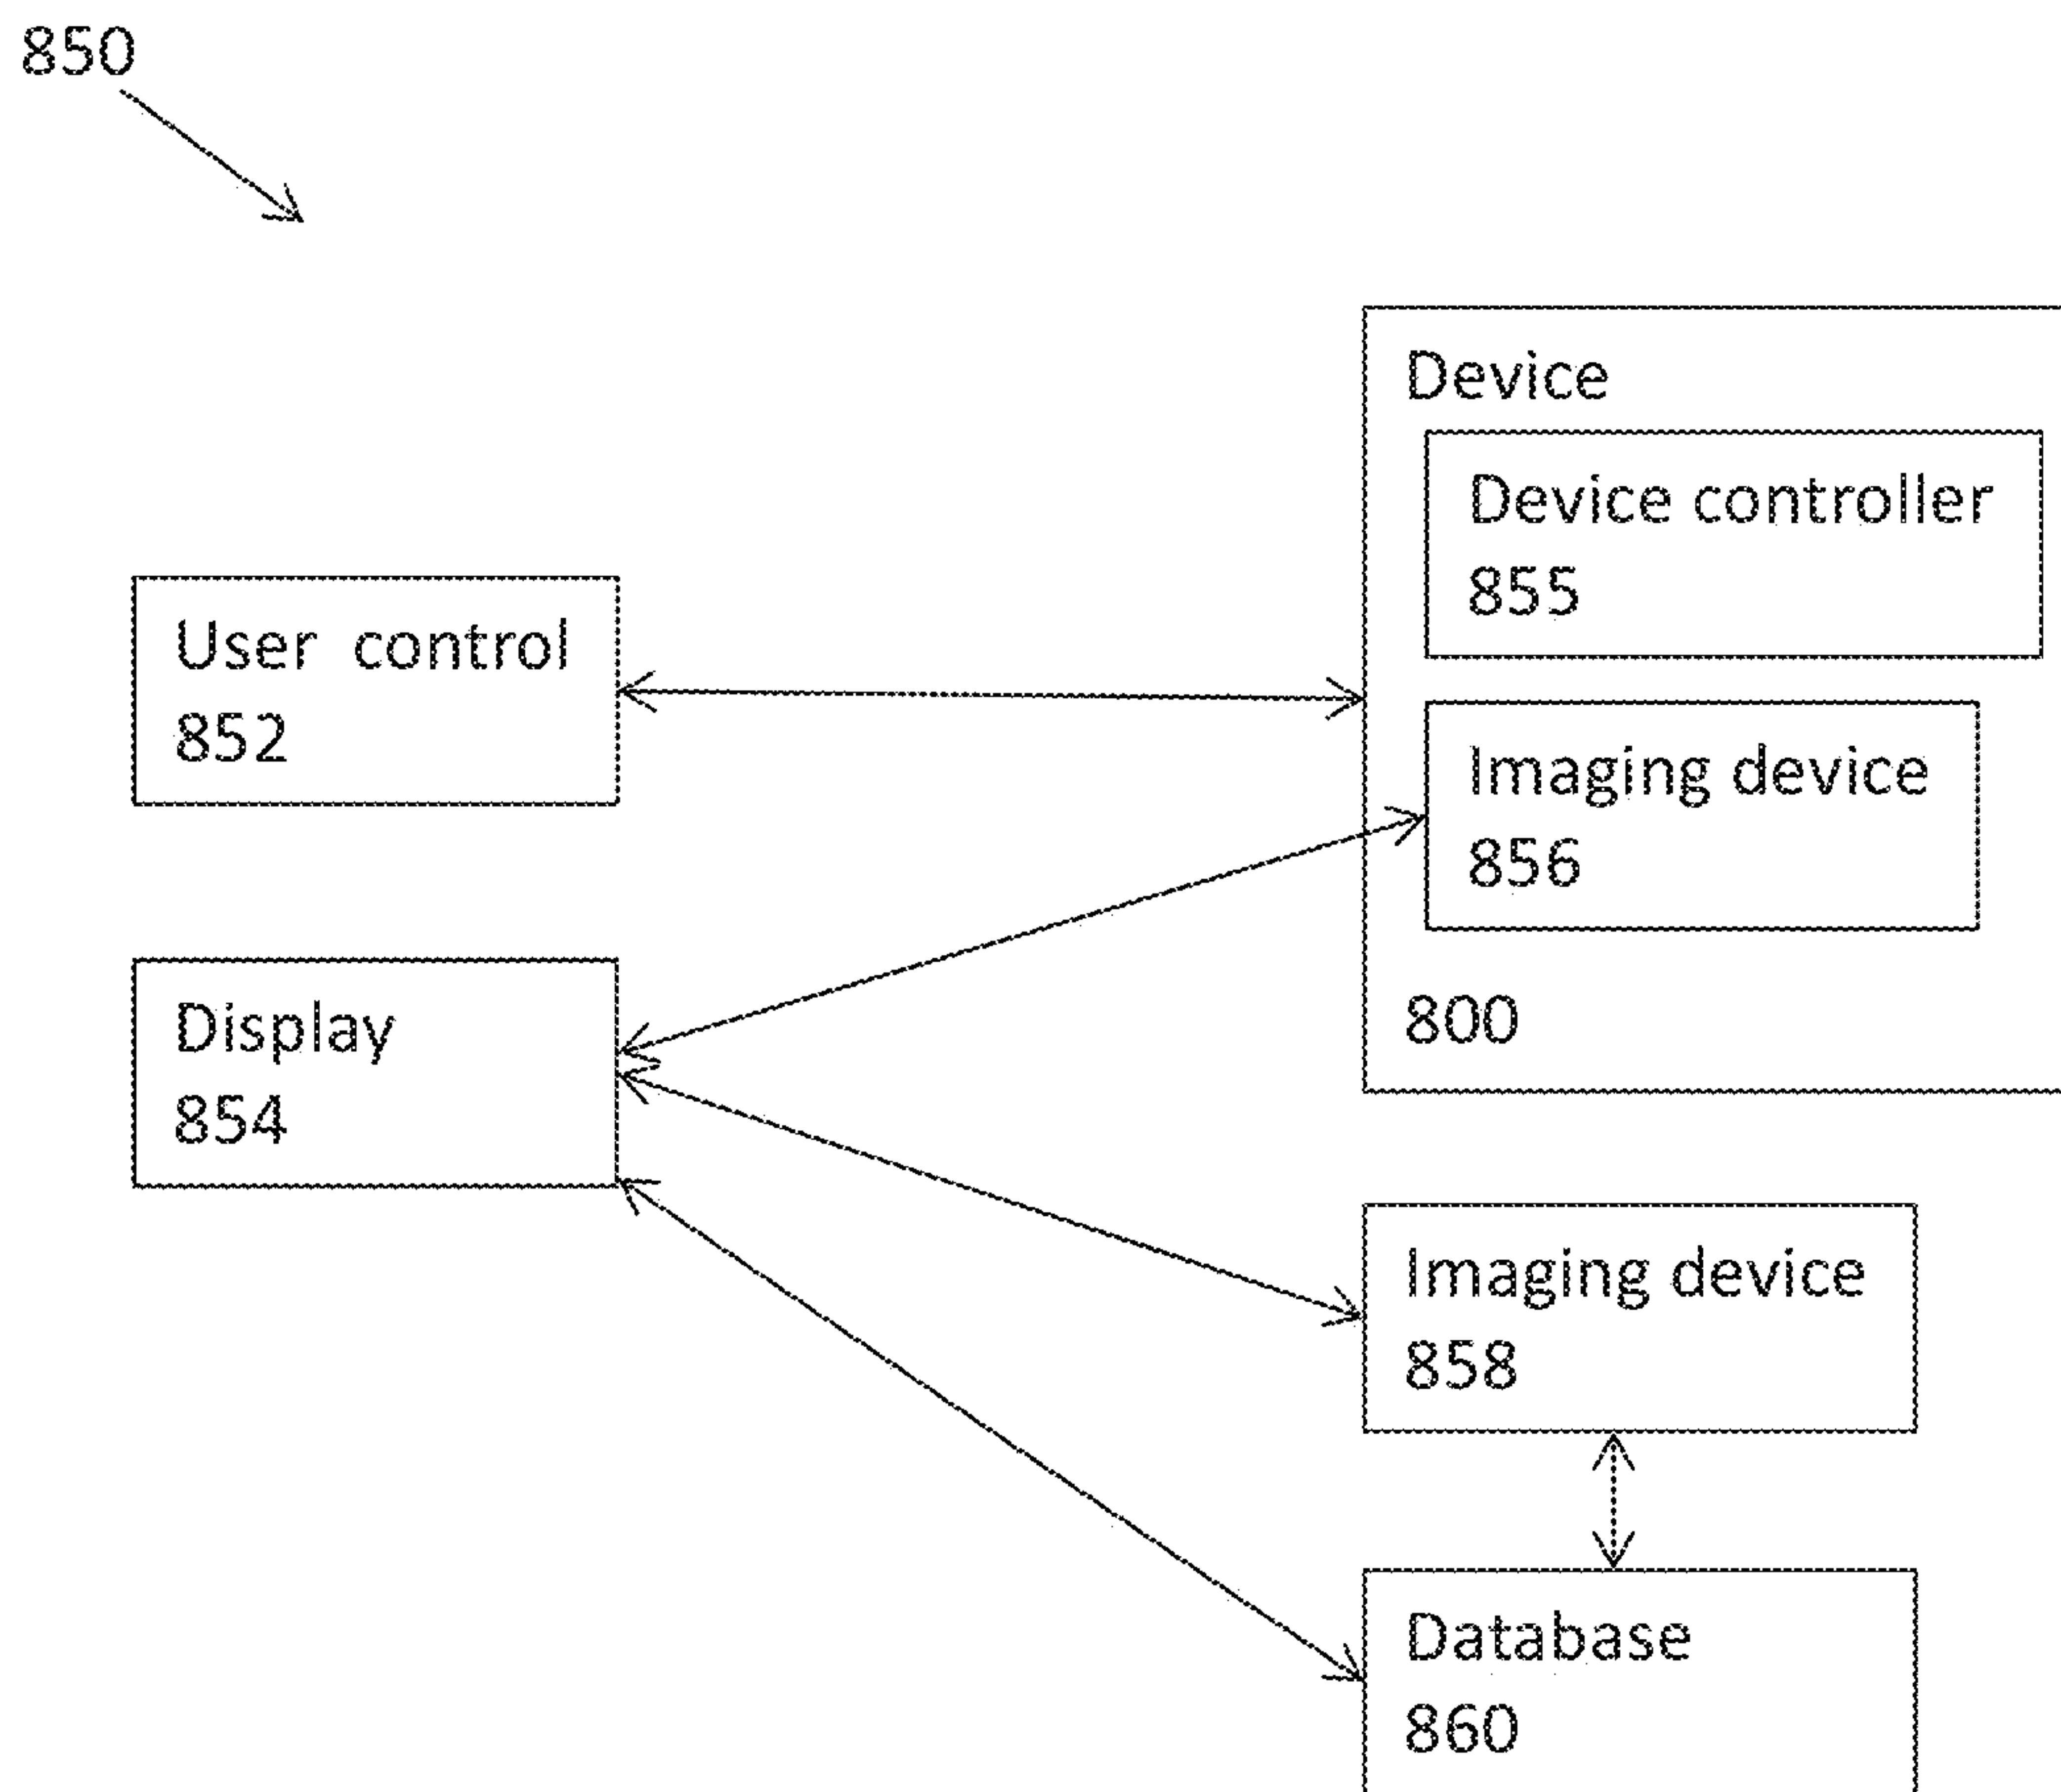 850
Device
Device controller
855
User control
852
Imaging device
856
Display
854
800
Imaging device
858
Database
860